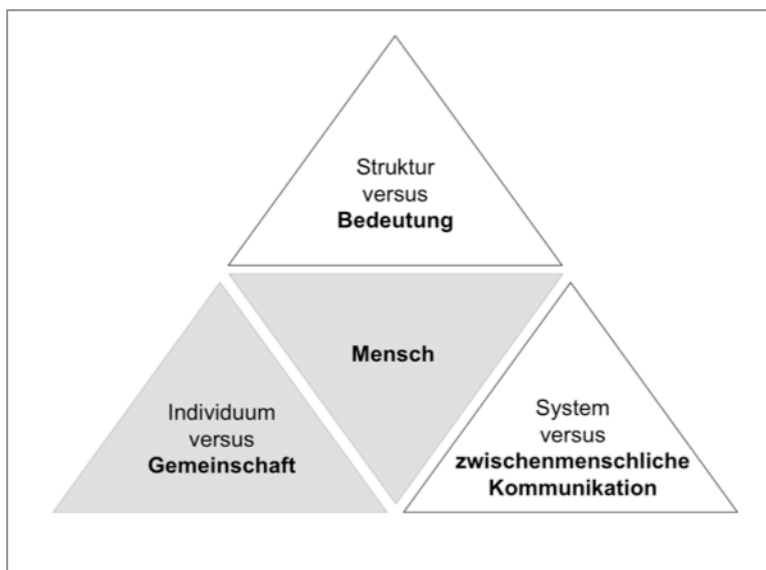 Struktur
versus
Bedeutung
Mensch
Individuum
versus
Gemeinschaft
System
versus
zwischenmenschliche
Kommunikation